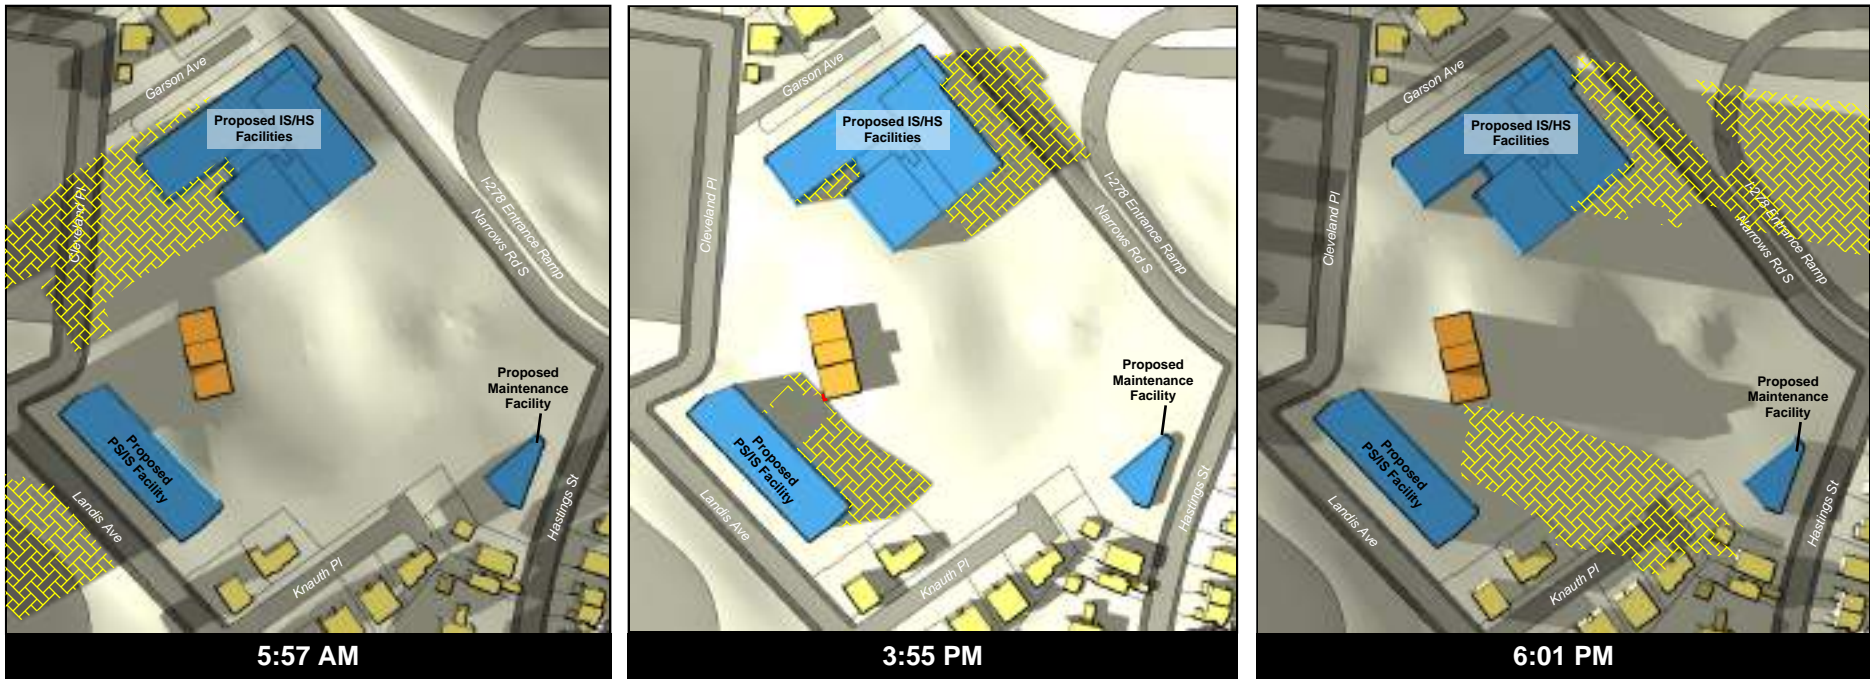 Garson Ave
Proposed IS/HS
Facilities
Cleveland Pl
I-278 Entrance Ramp
Narrows Rd S
Proposed
Maintenance
Facility
Proposed
PS/IS Facility
Landis Ave
Knauth Pl
Hastings St
5:57 AM
Garson Ave
Proposed IS/HS
Facilities
Cleveland Pl
I-278 Entrance Ramp
Narrows Rd S
Proposed
Maintenance
Facility
Proposed
PS/IS Facility
Landis Ave
Knauth Pl
Hastings St
3:55 PM
Garson Ave
Proposed IS/HS
Facilities
Cleveland Pl
I-278 Entrance Ramp
Narrows Rd S
Proposed
Maintenance
Facility
Proposed
PS/IS Facility
Landis Ave
Knauth Pl
Hastings St
6:01 PM